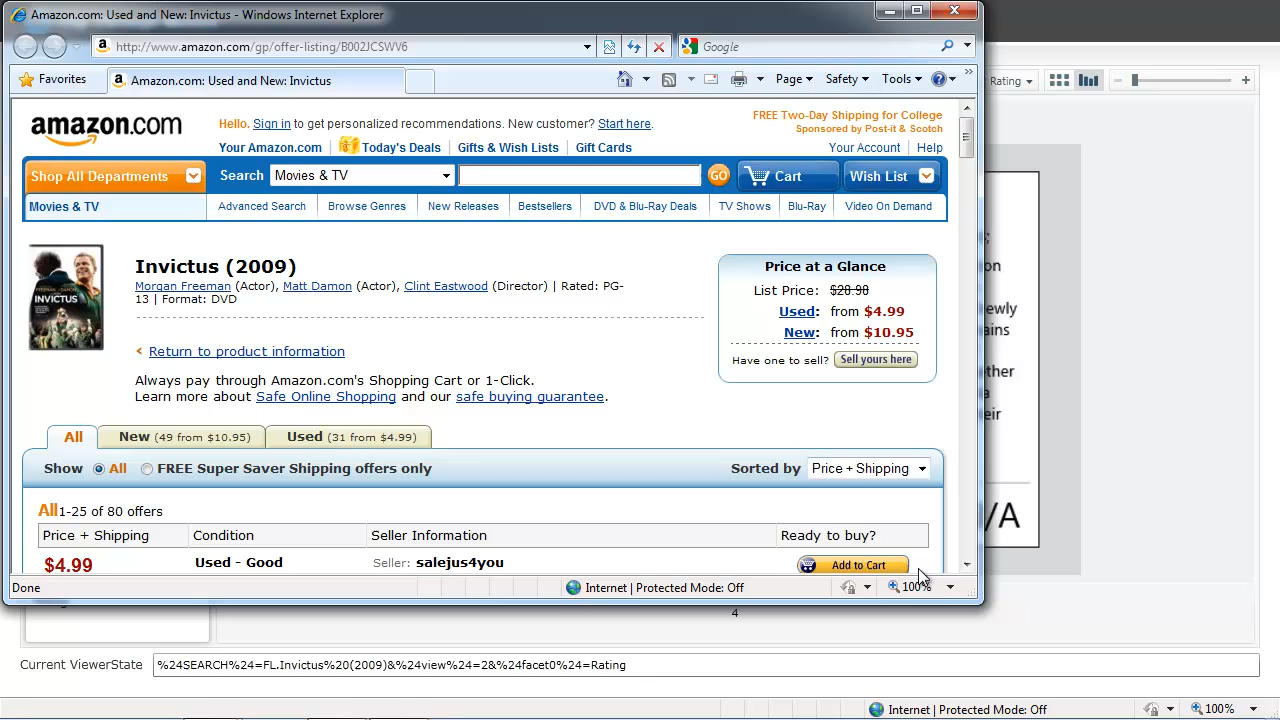 Amazon.com: Used and New: Invictus - Windows Internet Explorer
http://www.amazon.com/gp/offer-listing/B002JCSWV6
Google
Favorites
Amazon.com: Used and New: Invictus
Page
Safety
Tools
Rating
amazon.com
Hello. Sign in to get personalized recommendations. New customer? Start here.
FREE Two-Day Shipping for College
Sponsored by Post-it & Scotch
Your Amazon.com
Today's Deals
Gifts & Wish Lists
Gift Cards
Your Account
Help
Shop All Departments
Search
Movies & TV
GO
Cart
Wish List
Movies & TV
Advanced Search
Browse Genres
New Releases
Bestsellers
DVD & Blu-Ray Deals
TV Shows
Blu-Ray
Video On Demand
INVICTUS
Invictus (2009)
Morgan Freeman (Actor), Matt Damon (Actor), Clint Eastwood (Director) | Rated: PG-
13 | Format: DVD
Price at a Glance
List Price: $28.98
Used: from $4.99
New: from $10.95
Have one to sell? Sell yours here
Return to product information
Always pay through Amazon.com's Shopping Cart or 1-Click.
Learn more about Safe Online Shopping and our safe buying guarantee.
All
New (49 from $10.95)
Used (31 from $4.99)
Show
All
FREE Super Saver Shipping offers only
Sorted by
Price + Shipping
All 1-25 of 80 offers
Price + Shipping
Condition
Seller Information
Ready to buy?
$4.99
Used - Good
Seller: salejus4you
Add to Cart
Done
Internet | Protected Mode: Off
100%
/A
4
Current ViewerState
%24SEARCH%24=FL.Invictus%20(2009)&%24view%24=2&%24facet0%24=Rating
Internet | Protected Mode: Off
100%